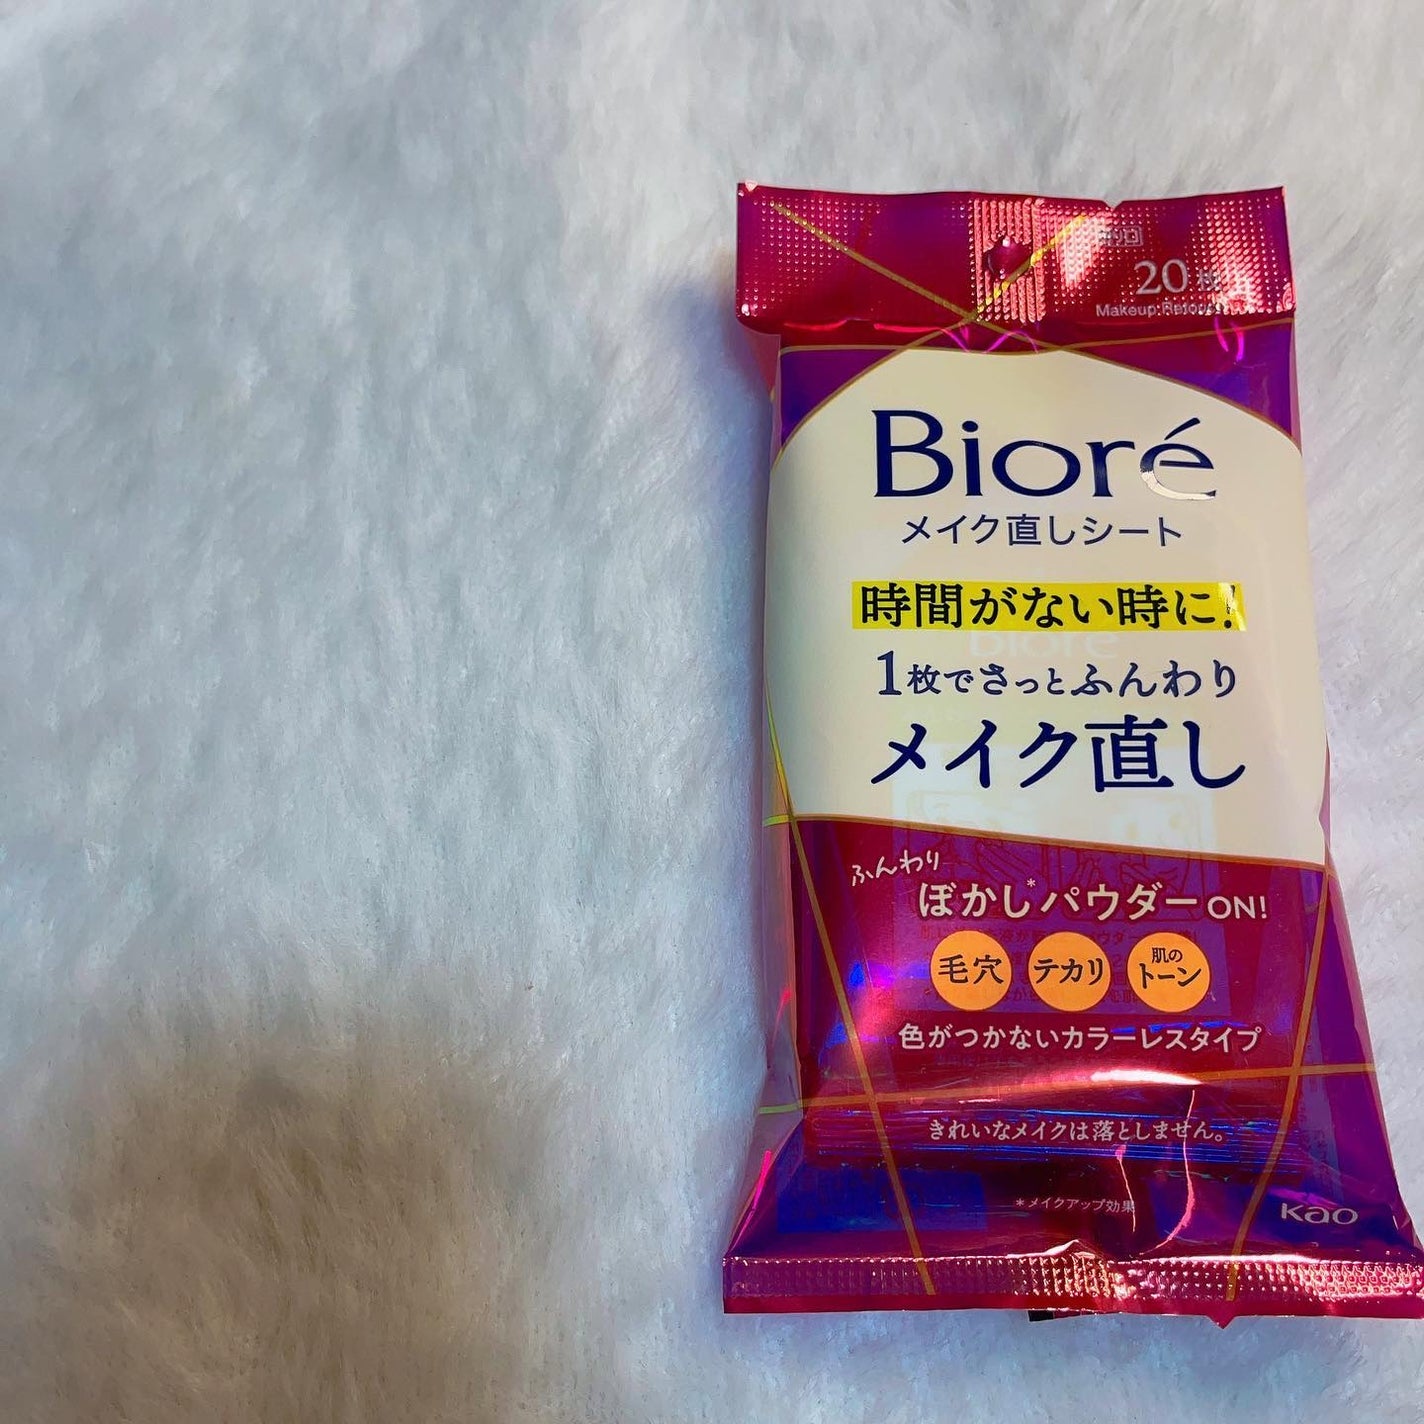 20枚
Makeup Retouch
Bioré
メイク直しシート
時間がない時に!
1枚でさっとふんわり
メイク直し
ふんわり
ぼかし*パウダーON!
毛穴
テカリ
肌の
トーン
色がつかないカラーレスタイプ
きれいなメイクは落としません。
*メイクアップ効果
Kao